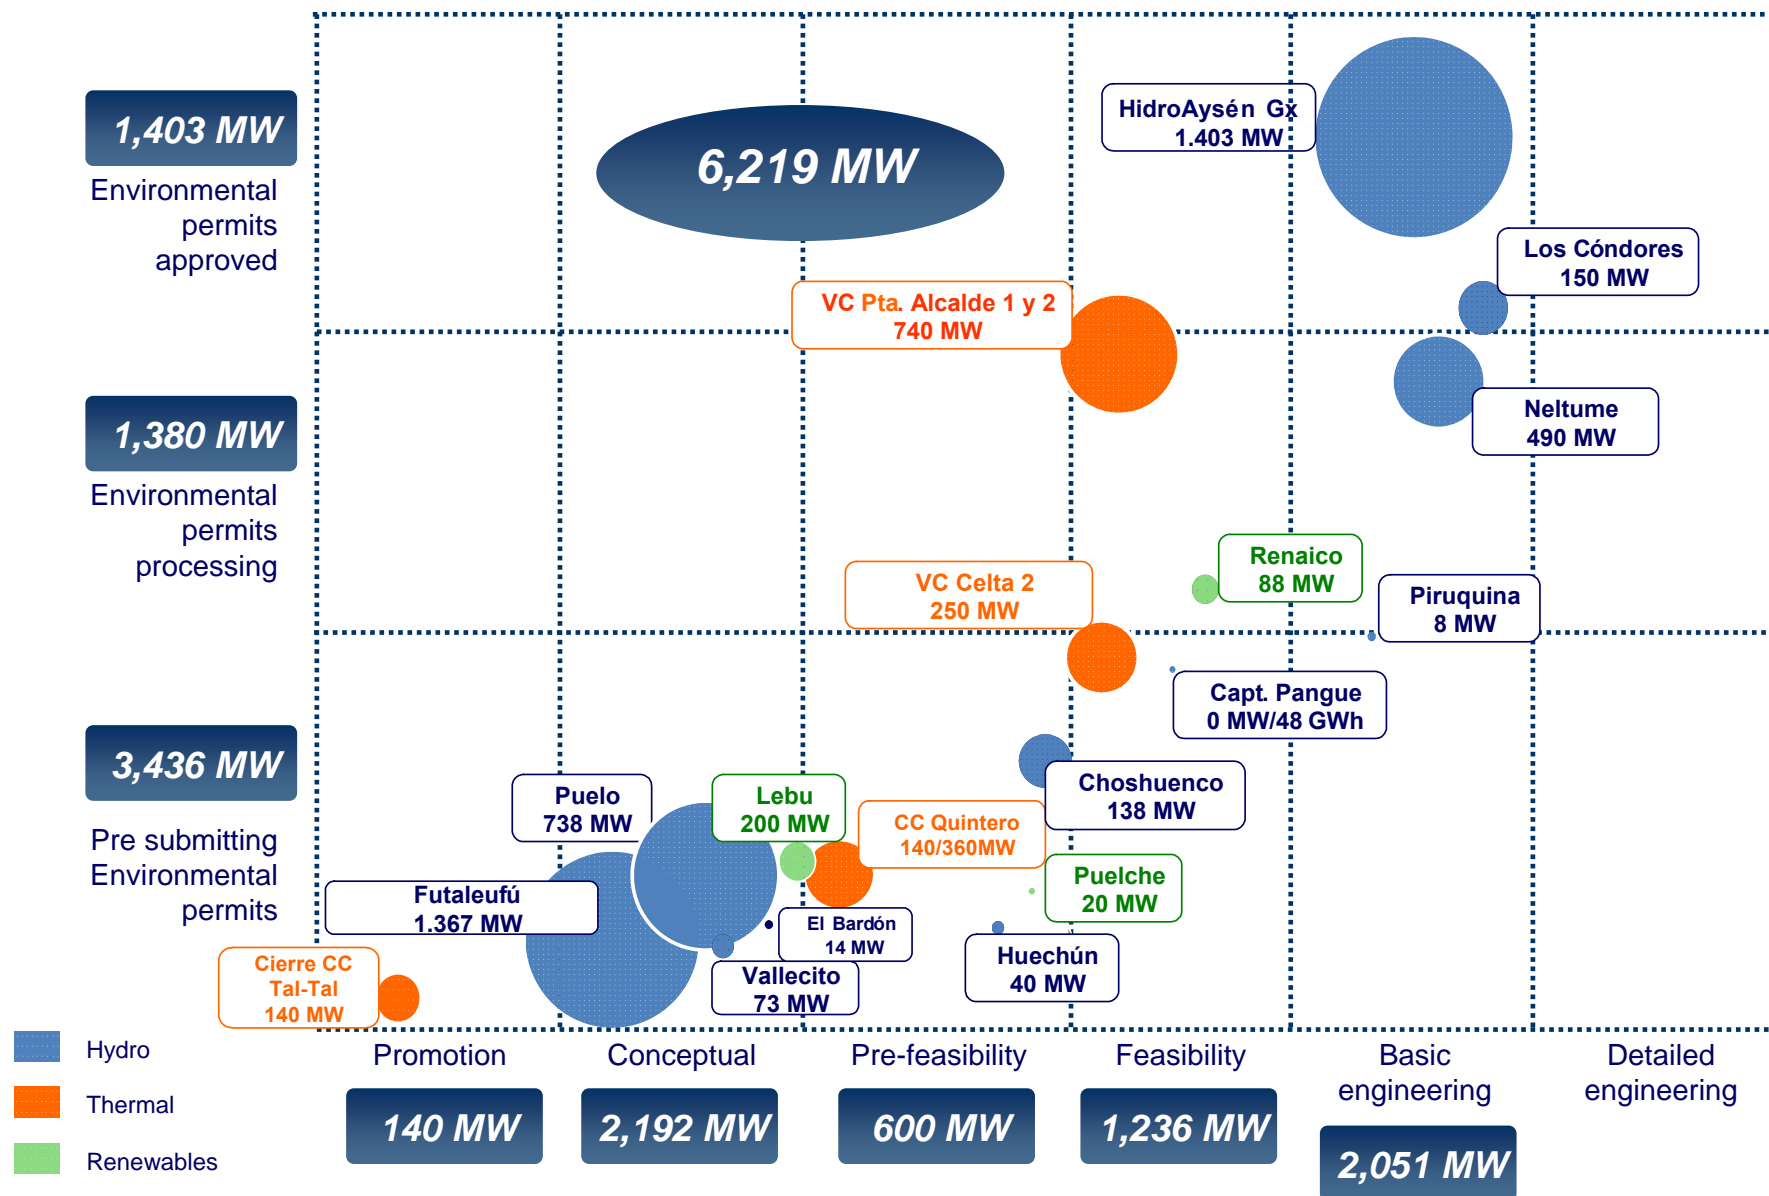 1,403 MW
Environmental
permits
approved
6,219 MW
HidroAysén Gx
1.403 MW
Los Cóndores
150 MW
VC Pta. Alcalde 1 y 2
740 MW
1,380 MW
Environmental
permits
processing
Neltume
490 MW
Renaico
88 MW
VC Celta 2
250 MW
Piruquina
8 MW
Capt. Pangue
0 MW/48 GWh
3,436 MW
Pre submitting
Environmental
permits
Puelo
738 MW
Lebu
200 MW
CC Quintero
140/360MW
Choshuenco
138 MW
Futaleufú
1.367 MW
El Bardón
14 MW
Puelche
20 MW
Vallecito
73 MW
Huechún
40 MW
Cierre CC
Tal-Tal
140 MW
Hydro
Thermal
Renewables
Promotion
140 MW
Conceptual
2,192 MW
Pre-feasibility
600 MW
Feasibility
1,236 MW
Basic
engineering
2,051 MW
Detailed
engineering